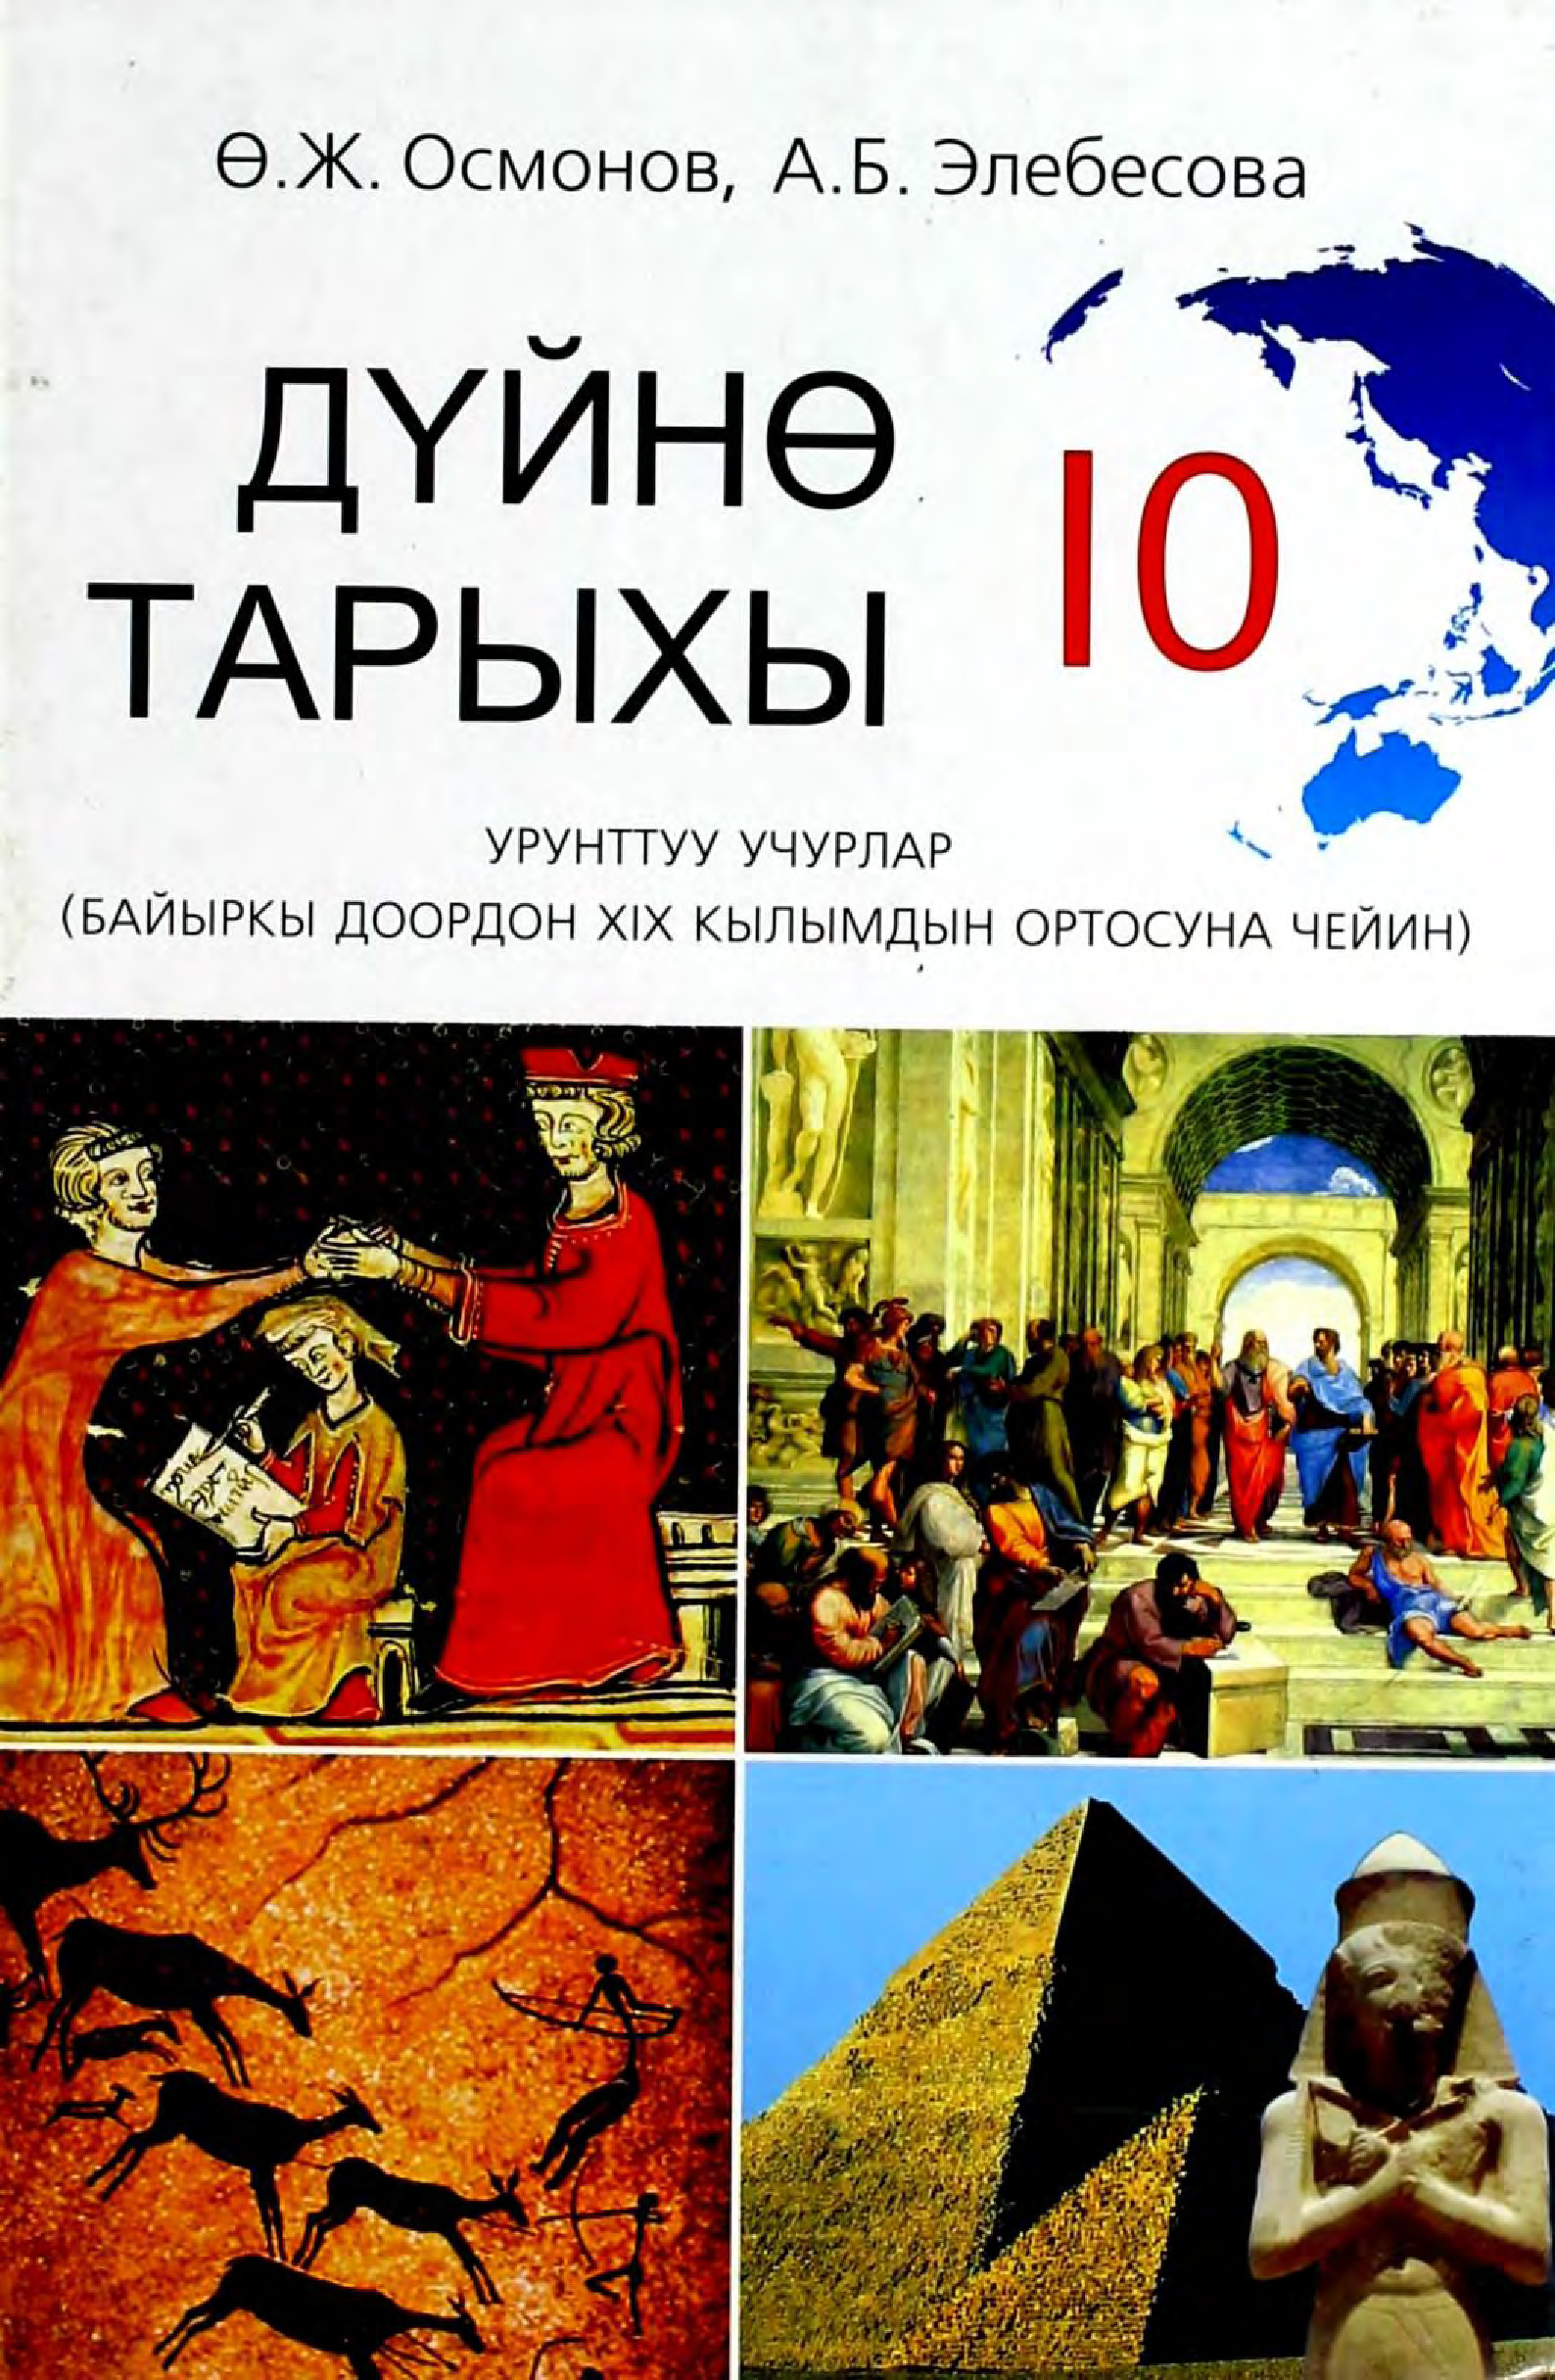 Ө.Ж. Осмонов, А.Б. Элебесова
ДҮЙНӨ
ТАРЫХЫ
10
УРУНТТУУ УЧУРЛАР
(БАЙЫРКЫ ДООРДОН XIX КЫЛЫМДЫН ОРТОСУНА ЧЕЙИН)